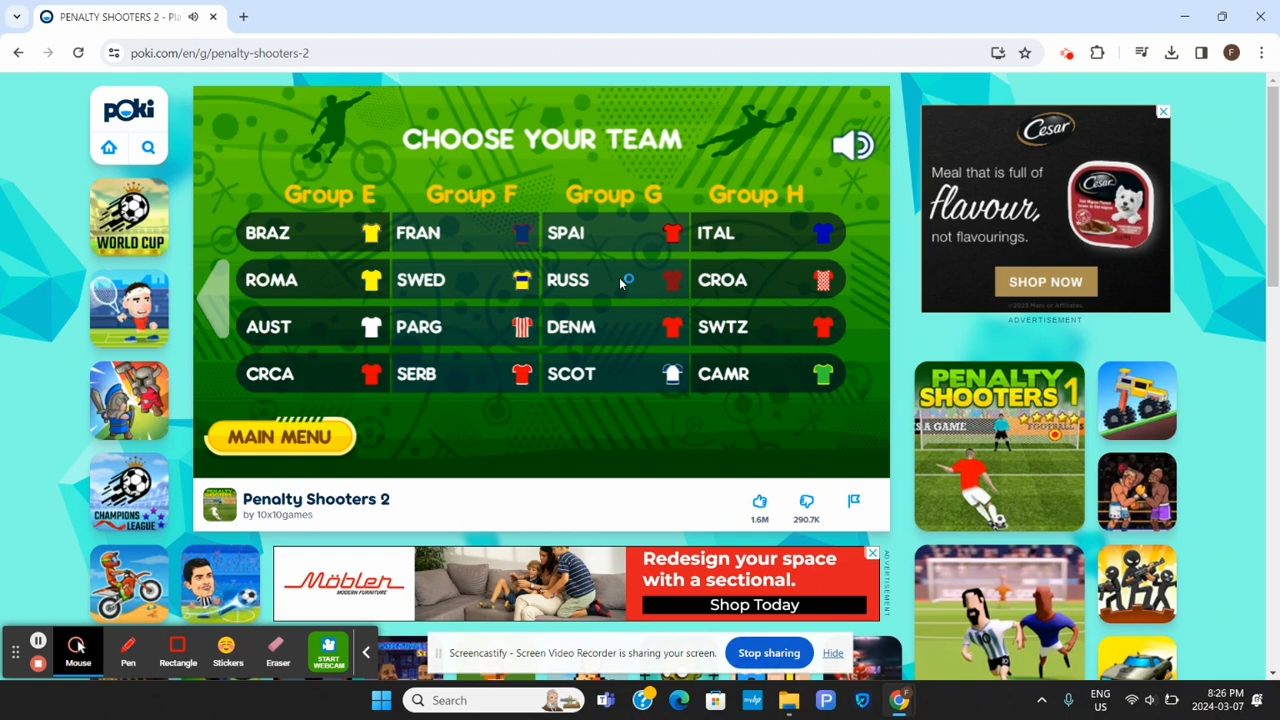 PENALTY SHOOTERS 2 - Pla
poki.com/en/g/penalty-shooters-2
F
poki
CHOOSE YOUR TEAM
Group E Group F Group G Group H
BRAZ FRAN SPAI ITAL
ROMA SWED RUSS CROA
AUST PARG DENM SWTZ
CRCA SERB SCOT CAMR
MAIN MENU
Penalty Shooters 2
by 10x10games
1.6M
290.7K
WORLD CUP
CHAMPIONS
LEAGUE
Cesar
Meal that is full of
flavour,
not flavourings.
SHOP NOW
ADVERTISEMENT
PENALTY
SHOOTERS 1
Möblen
MODERN FURNITURE
Redesign your space
with a sectional.
Shop Today
ADVERTISEMENT
Mouse
Pen
Rectangle
Stickers
Eraser
START
WEBCAM
Screencastify - Screen Video Recorder is sharing your screen.
Stop sharing
Hide
Search
ENG
US
8:26 PM
2024-03-07